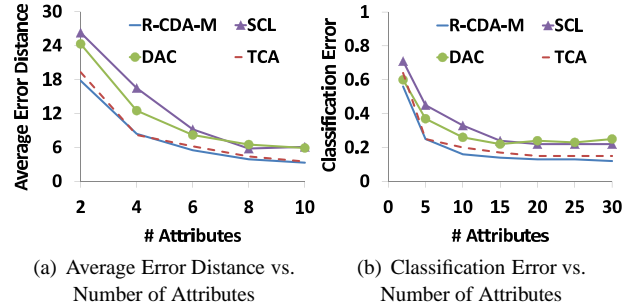 R-CDA-M SCL
DAC TCA
Average Error Distance
30
24
18
12
6
0
2 4 6 8 10
# Attributes
(a) Average Error Distance vs.
Number of Attributes
R-CDA-M SCL
DAC TCA
Classification Error
1
0.8
0.6
0.4
0.2
0
0 5 10 15 20 25 30
# Attributes
(b) Classification Error vs.
Number of Attributes